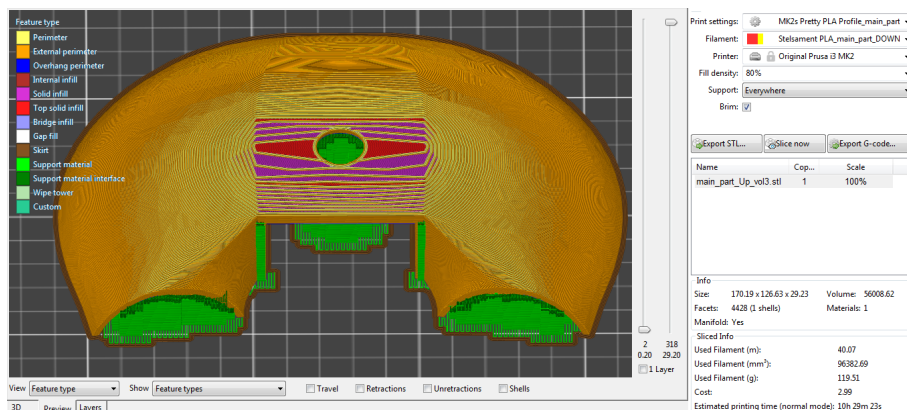 Feature type
Perimeter
External perimeter
Overhang perimeter
Internal infill
Solid infill
Top solid infill
Bridge infill
Gap fill
Skirt
Support material
Support material interface
Wipe tower
Custom
2 318
0.20 29.20
1 Layer
View Feature type Show Feature types Travel Retractions Unretractions Shells
3D Preview Layers
Print settings: MK2s Pretty PLA Profile_main_part
Filament: Stelsament PLA_main_part_DOWN
Printer: Original Prusa i3 MK2
Fill density: 80%
Support: Everywhere
Brim:
Export STL... Slice now Export G-code...
Name Cop... Scale
main_part_Up_vol3.stl 1 100%
Info
Size: 170.19 x 126.63 x 29.23 Volume: 56008.62
Facets: 4428 (1 shells) Materials: 1
Manifold: Yes
Sliced Info
Used Filament (m): 40.07
Used Filament (mm³): 96382.69
Used Filament (g): 119.51
Cost: 2.99
Estimated printing time (normal mode): 10h 29m 23s